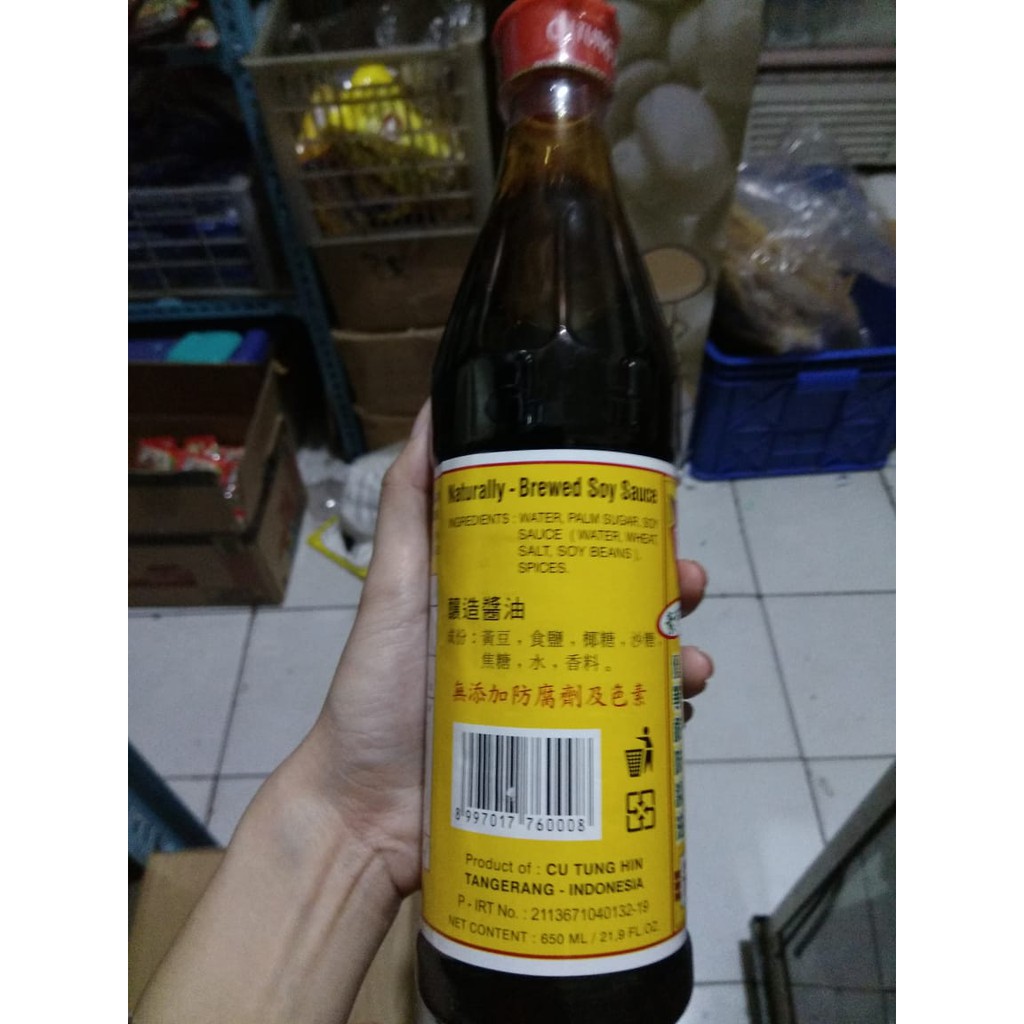 Naturally - Brewed Soy Sauce
INGREDIENTS : WATER, PALM SUGAR, SOY
SAUCE ( WATER, WHEAT
SALT, SOY BEANS ),
SPICES.
釀造醬油
成份：黃豆，食鹽，椰糖，沙糖，
焦糖，水，香料。
無添加防腐劑及色素
8 997017 760008
Product of : CU TUNG HIN
TANGERANG - INDONESIA
P - IRT No. : 2113671040132-19
NET CONTENT : 650 ML / 21,9 FL OZ.